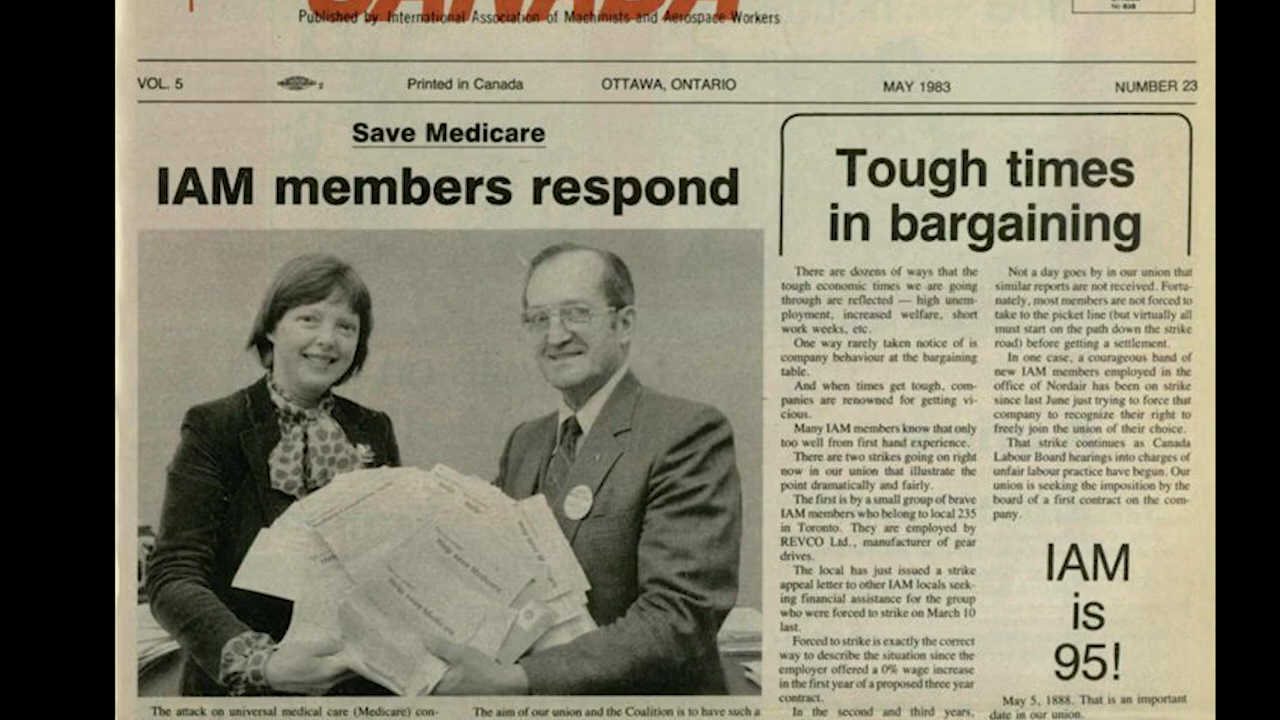 CANADA
Published by International Association of Machinists and Aerospace Workers
VOL. 5
Printed in Canada
OTTAWA, ONTARIO
MAY 1983
NUMBER 23
Save Medicare
IAM members respond
The attack on universal medical care (Medicare) con-
The aim of our union and the Coalition is to have such a
Tough times
in bargaining
There are dozens of ways that the
tough economic times we are going
through are reflected — high unem-
ployment, increased welfare, short
work weeks, etc.
One way rarely taken notice of is
company behaviour at the bargaining
table.
And when times get tough, com-
panies are renowned for getting vi-
cious.
Many IAM members know that only
too well from first hand experience.
There are two strikes going on right
now in our union that illustrate the
point dramatically and fairly.
The first is by a small group of brave
IAM members who belong to local 235
in Toronto. They are employed by
REVCO Ltd., manufacturer of gear
drives.
The local has just issued a strike
appeal letter to other IAM locals seek-
ing financial assistance for the group
who were forced to strike on March 10
last.
Forced to strike is exactly the correct
way to describe the situation since the
employer offered a 0% wage increase
in the first year of a proposed three year
contract.
In the second and third years,
Not a day goes by in our union that
similar reports are not received. Fortu-
nately, most members are not forced to
take to the picket line (but virtually all
must start on the path down the strike
road) before getting a settlement.
In one case, a courageous band of
new IAM members employed in the
office of Nordair has been on strike
since last June just trying to force that
company to recognize their right to
freely join the union of their choice.
That strike continues as Canada
Labour Board hearings into charges of
unfair labour practice have begun. Our
union is seeking the imposition by the
board of a first contract on the com-
pany.
IAM
is
95!
May 5, 1888. That is an important
date in our union.